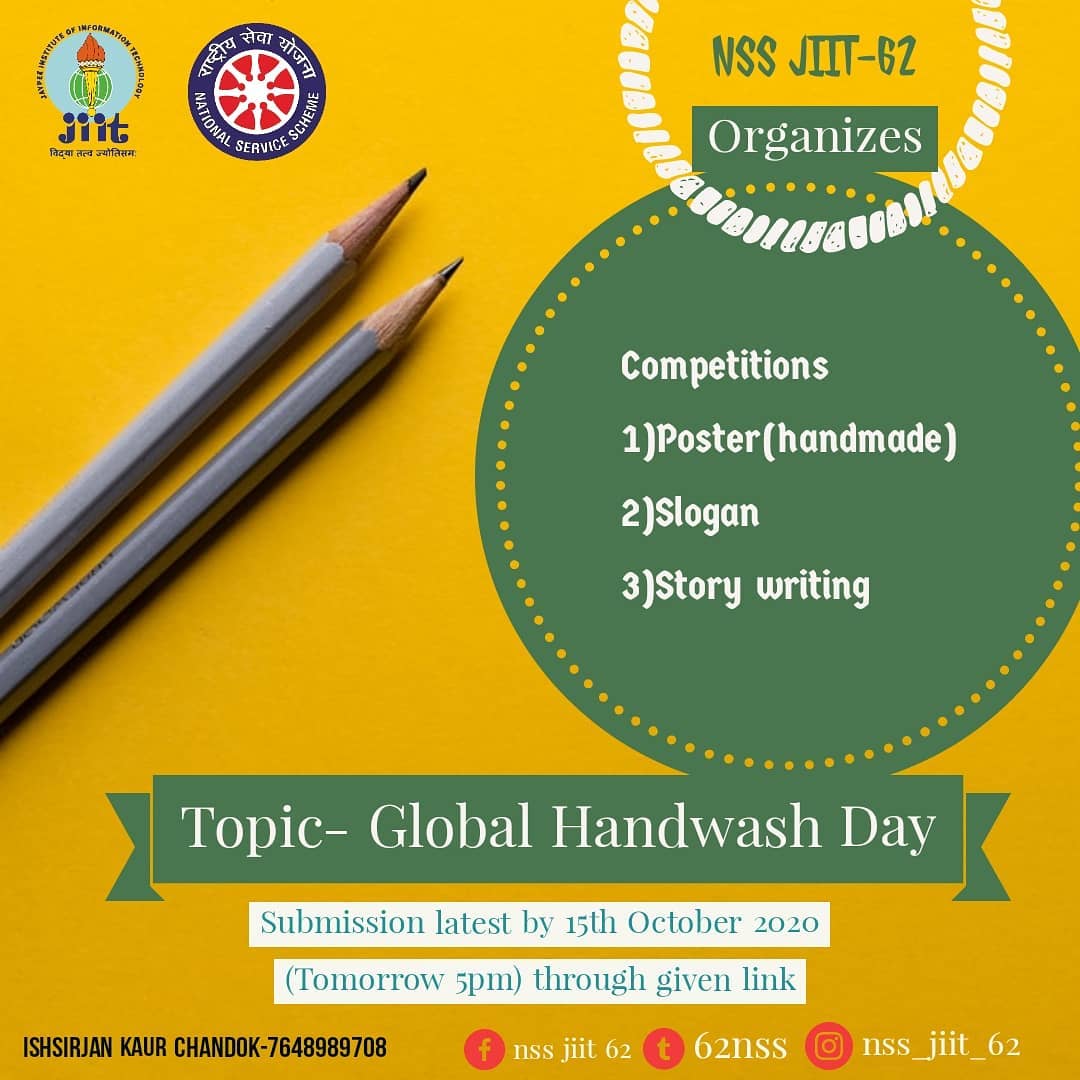 JAYPEE INSTITUTE OF INFORMATION TECHNOLOGY
jiit
विद्या तत्व ज्योतिसमः
राष्ट्रीय सेवा योजना
NATIONAL SERVICE SCHEME
NSS JIIT-62
Organizes
Competitions
1)Poster(handmade)
2)Slogan
3)Story writing
Topic- Global Handwash Day
Submission latest by 15th October 2020
(Tomorrow 5pm) through given link
ISHSIRJAN KAUR CHANDOK-7648989708
nss jiit 62
62nss
nss_jiit_62